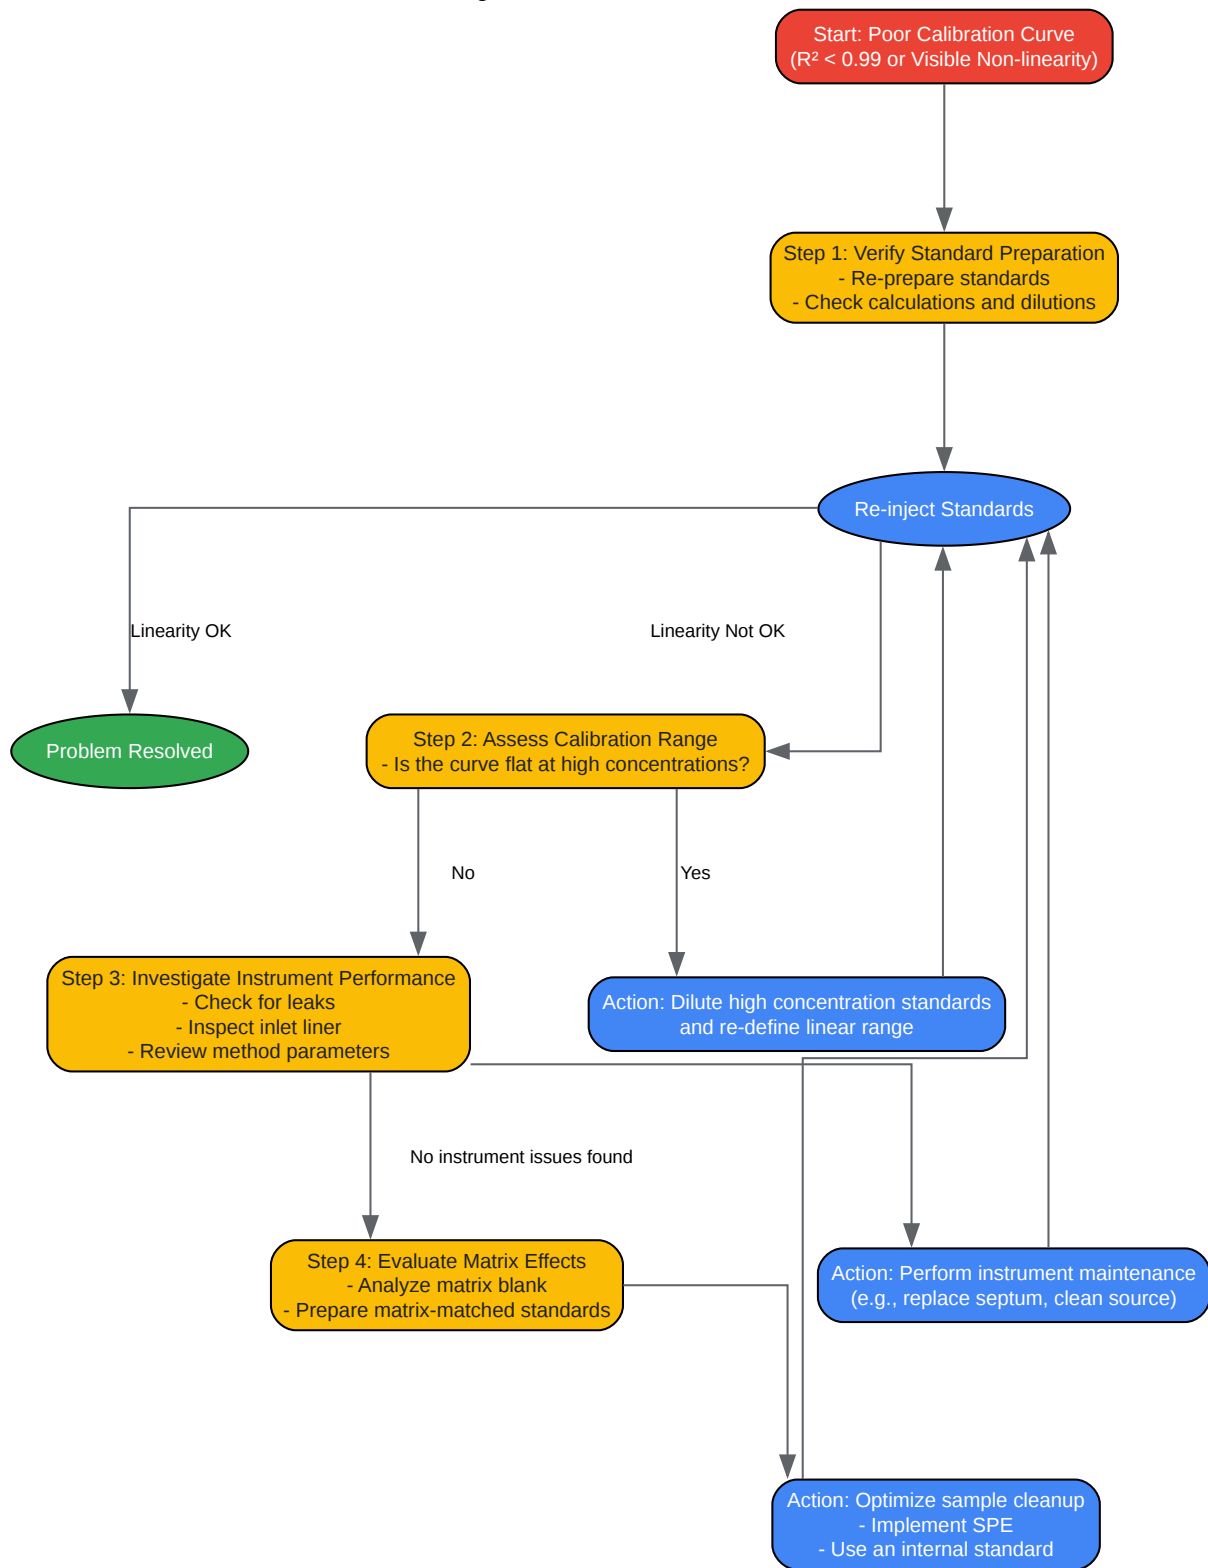 Start: Poor Calibration Curve
(R² < 0.99 or Visible Non-linearity)
Step 1: Verify Standard Preparation
- Re-prepare standards
- Check calculations and dilutions
Re-inject Standards
Linearity OK
Linearity Not OK
Problem Resolved
Step 2: Assess Calibration Range
- Is the curve flat at high concentrations?
No
Yes
Step 3: Investigate Instrument Performance
- Check for leaks
- Inspect inlet liner
- Review method parameters
Action: Dilute high concentration standards
and re-define linear range
No instrument issues found
Step 4: Evaluate Matrix Effects
- Analyze matrix blank
- Prepare matrix-matched standards
Action: Perform instrument maintenance
(e.g., replace septum, clean source)
Action: Optimize sample cleanup
- Implement SPE
- Use an internal standard